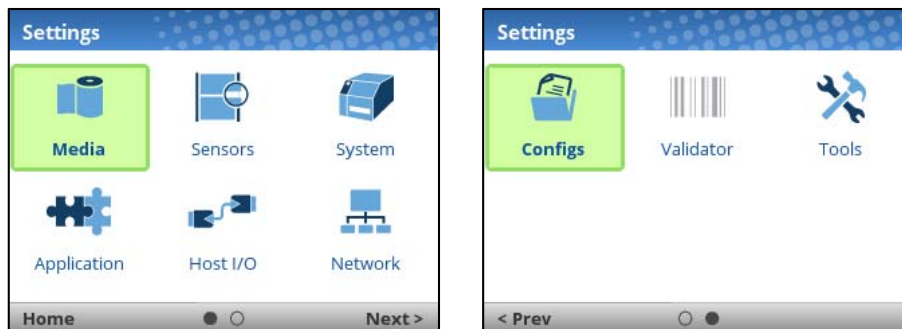 Settings
Media
Sensors
System
Application
Host I/O
Network
Home
Next >
Settings
Configs
Validator
Tools
< Prev